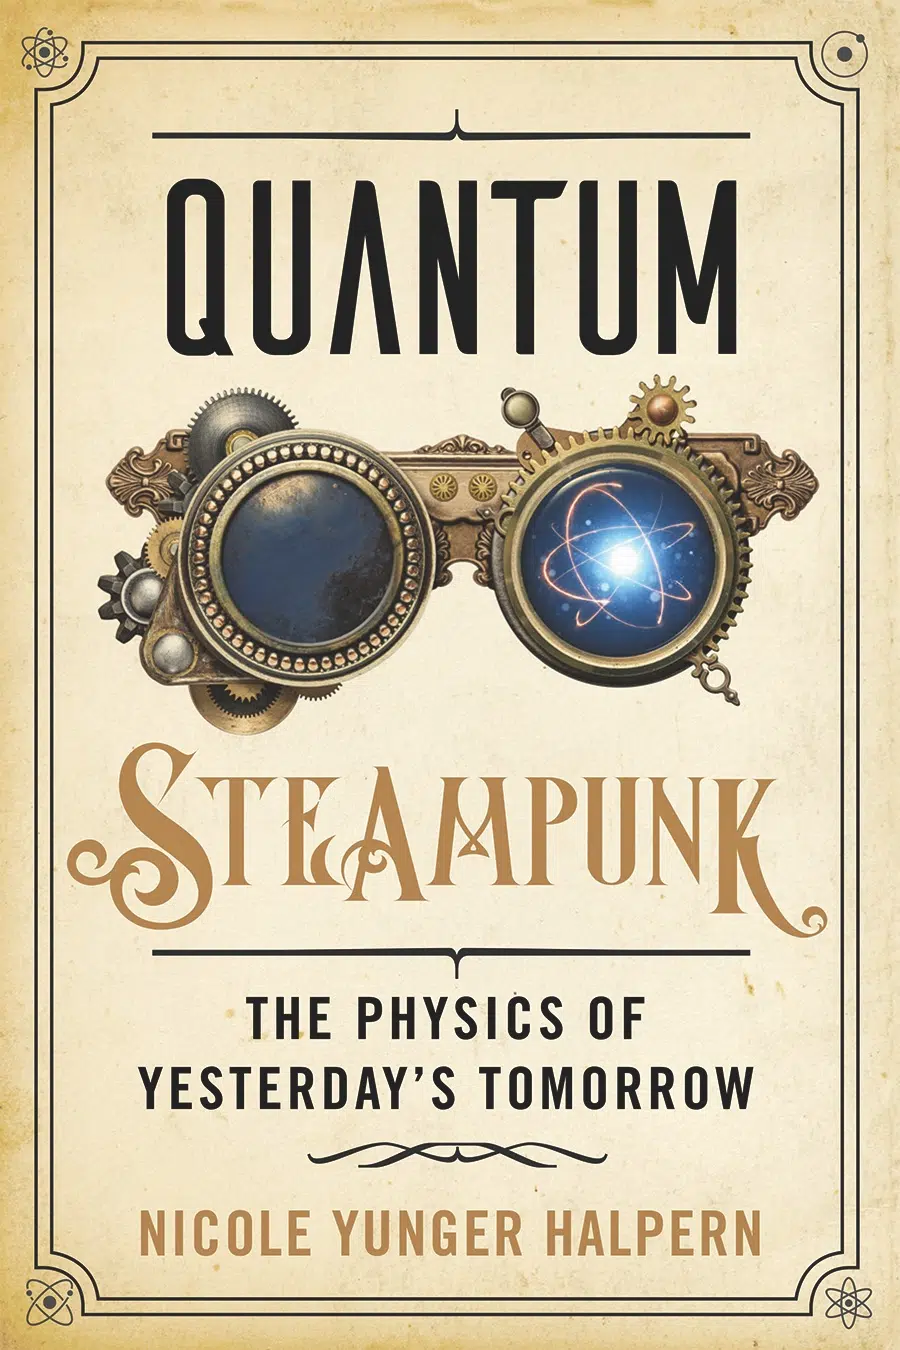 QUANTUM
STEAMPUNK
THE PHYSICS OF
YESTERDAY'S TOMORROW
NICOLE YUNGER HALPERN